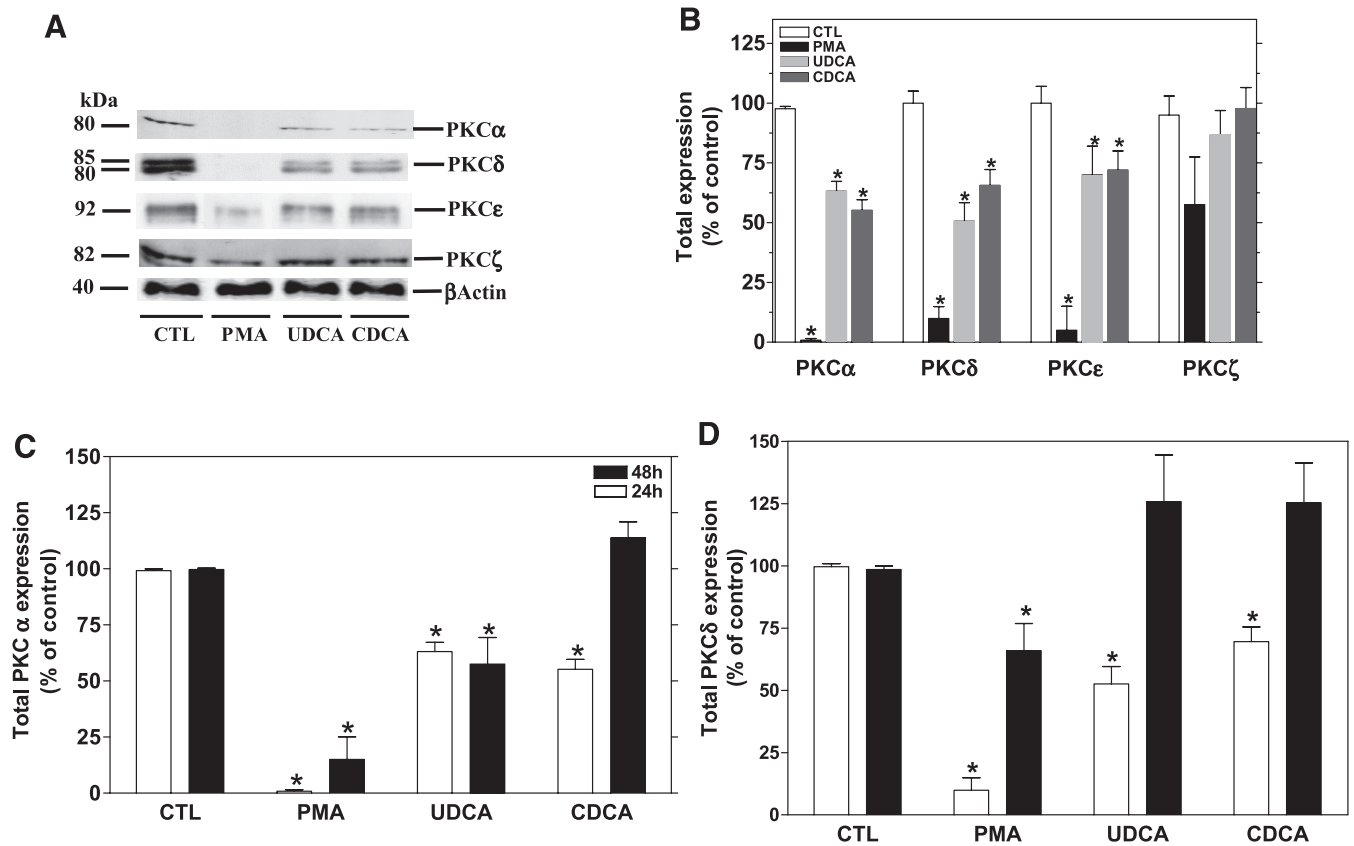 A
kDa
80
PKCα
85
80
PKCδ
92
PKCε
82
PKCζ
40
βActin
CTL PMA UDCA CDCA
B
Total expression
(% of control)
125
100
75
50
25
0
CTL
PMA
UDCA
CDCA
* * *
* * *
* * *
PKCα PKCδ PKCε PKCζ
C
Total PKC α expression
(% of control)
150
125
100
75
50
25
0
48h
24h
* * * * *
CTL PMA UDCA CDCA
D
Total PKCδ expression
(% of control)
150
125
100
75
50
25
0
* * * *
CTL PMA UDCA CDCA